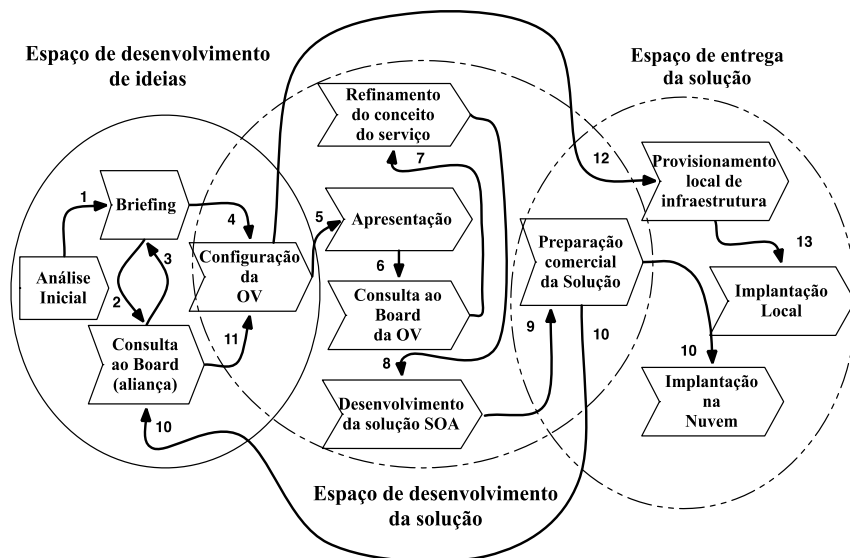 Espaço de desenvolvimento
de ideias
Espaço de entrega
da solução
Refinamento
do conceito
do serviço
7
12
Provisionamento
local de
infraestrutura
1
Briefing
4
5
Apresentação
3
6
13
Análise
Inicial
2
Configuração
da
OV
Preparação
comercial
da Solução
Implantação
Local
Consulta ao
Board
da OV
11
9
10
10
Consulta
ao Board
(aliança)
8
Implantação
na
Nuvem
10
Desenvolvimento
da solução SOA
Espaço de desenvolvimento
da solução